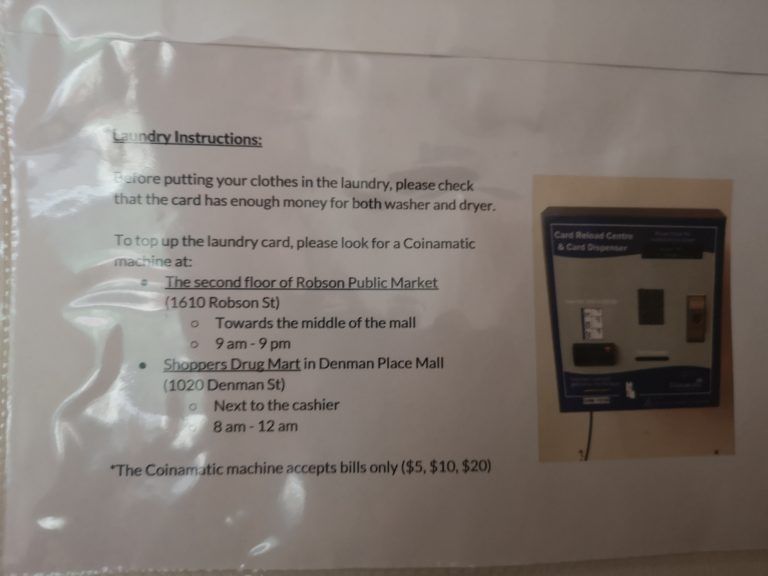 Laundry Instructions:
Before putting your clothes in the laundry, please check
that the card has enough money for both washer and dryer.
To top up the laundry card, please look for a Coinamatic
machine at:
• The second floor of Robson Public Market
(1610 Robson St)
○ Towards the middle of the mall
○ 9 am - 9 pm
• Shoppers Drug Mart in Denman Place Mall
(1020 Denman St)
○ Next to the cashier
○ 8 am - 12 am
*The Coinamatic machine accepts bills only ($5, $10, $20)
Card Reload Centre
& Card Dispenser